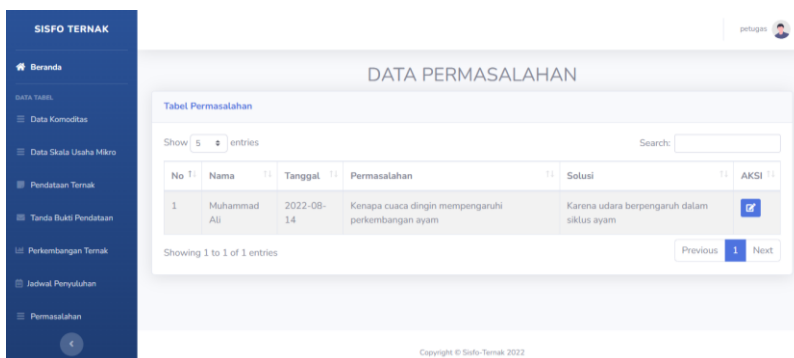 SISFO TERNAK
petugas
Beranda
DATA TABEL
Data Komoditas
Data Skala Usaha Mikro
Pendataan Ternak
Tanda Bukti Pendataan
Perkembangan Ternak
Jadwal Penyuluhan
Permasalahan
DATA PERMASALAHAN
Tabel Permasalahan
Show 5 entries Search:
No Nama Tanggal Permasalahan Solusi AKSI
1 Muhammad Ali 2022-08-14 Kenapa cuaca dingin mempengaruhi perkembangan ayam Karena udara berpengaruh dalam siklus ayam
Showing 1 to 1 of 1 entries Previous 1 Next
Copyright © Sisfo-Ternak 2022